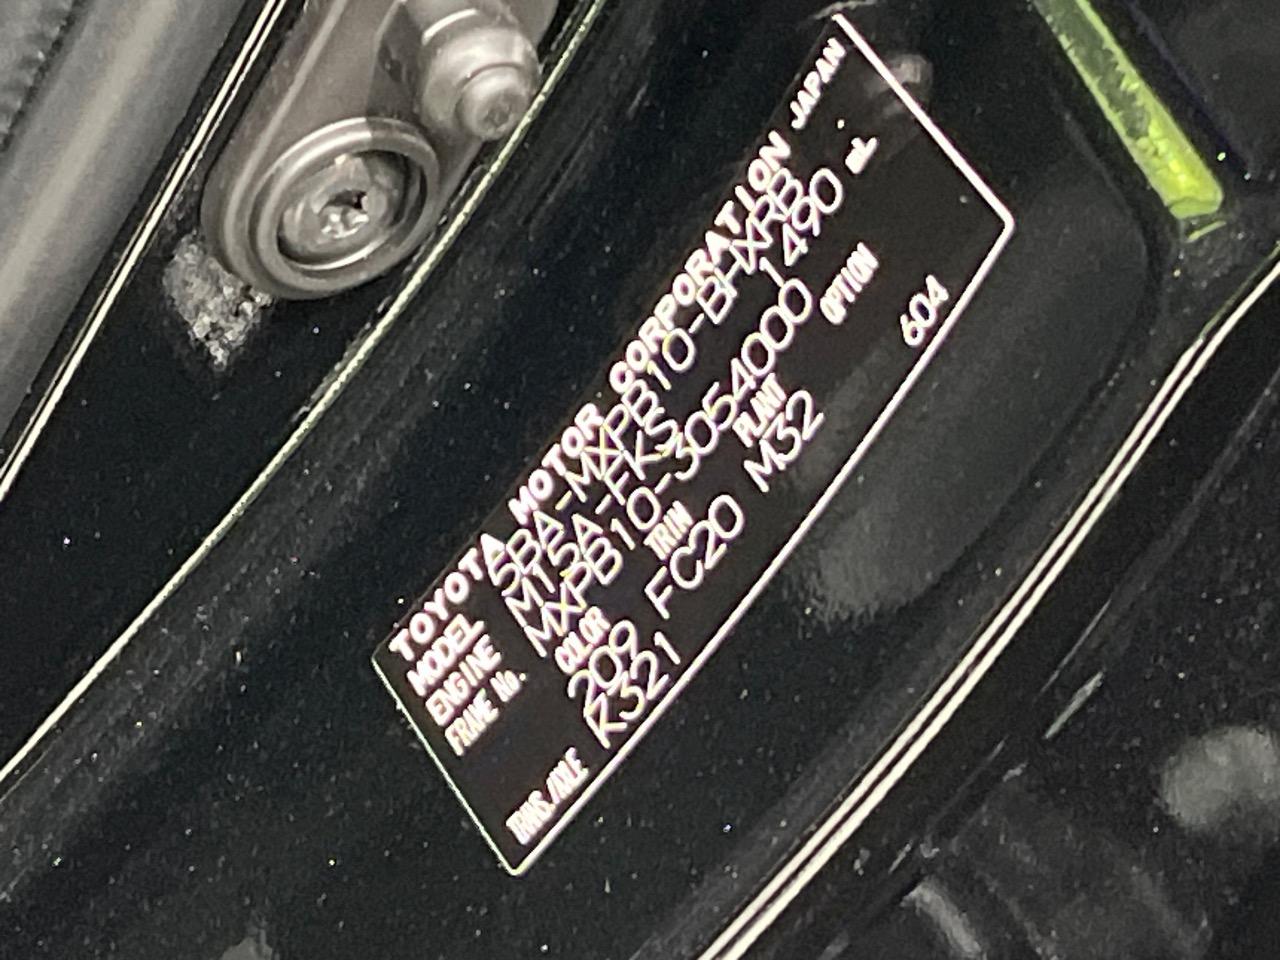 TOYOTA MOTOR CORPORATION JAPAN
MODEL 5BA-MXPB10-BHXRB
ENGINE M15A-FKS 1490 mL
FRAME No. MXPB10-3054000
COLOR TRIM PLANT OPTION
209 FC20 M32
TRANS./AXLE K321 604